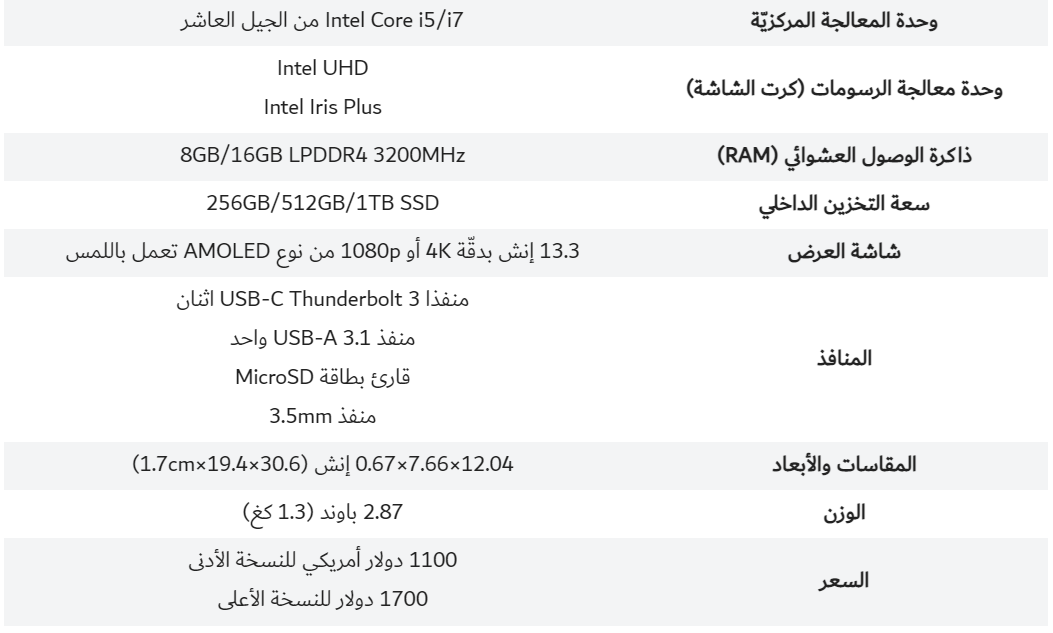 وحدة المعالجة المركزيّة
Intel Core i5/i7 من الجيل العاشر
وحدة معالجة الرسومات (كرت الشاشة)
Intel UHD
Intel Iris Plus
ذاكرة الوصول العشوائي (RAM)
8GB/16GB LPDDR4 3200MHz
سعة التخزين الداخلي
256GB/512GB/1TB SSD
شاشة العرض
13.3 إنش بدقّة 4K أو 1080p من نوع AMOLED تعمل باللمس
المنافذ
منفذا USB-C Thunderbolt 3 اثنان
منفذ USB-A 3.1 واحد
قارئ بطاقة MicroSD
منفذ 3.5mm
المقاسات والأبعاد
12.04×7.66×0.67 إنش (30.6×19.4×1.7cm)
الوزن
2.87 باوند (1.3 كغ)
السعر
1100 دولار أمريكي للنسخة الأدنى
1700 دولار للنسخة الأعلى